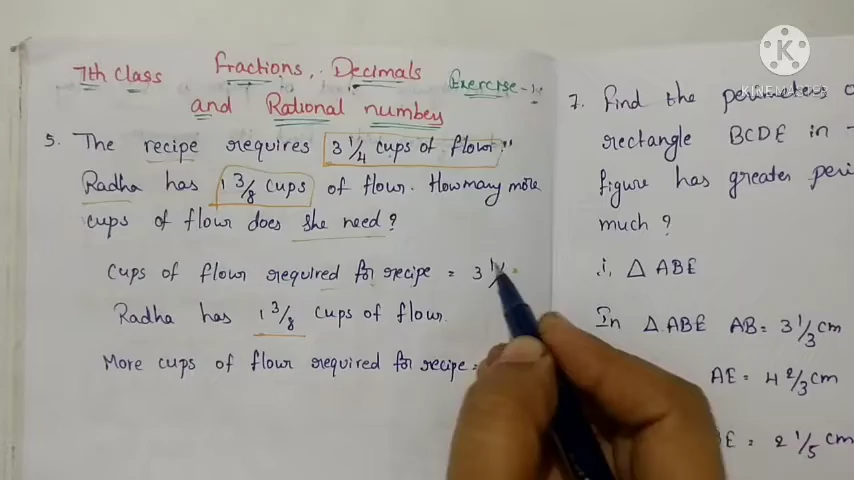 7th Class Fractions, Decimals Exercise-1
and Rational number
5. The recipe requires 3 1/4 cups of flour.
Radha has 1 3/8 cups of flour. How many more
cups of flour does she need?
Cups of flour required for recipe = 3 1/
Radha has 1 3/8 cups of flour.
More cups of flour required for recipe =
7. Find the perimeters
rectangle BCDE in
figure has greater
much?
i. △ ABE
In △ ABE AB = 3 1/3 cm
AE = 4 2/3 cm
BE = 2 1/5 cm
K
KINEMASTER